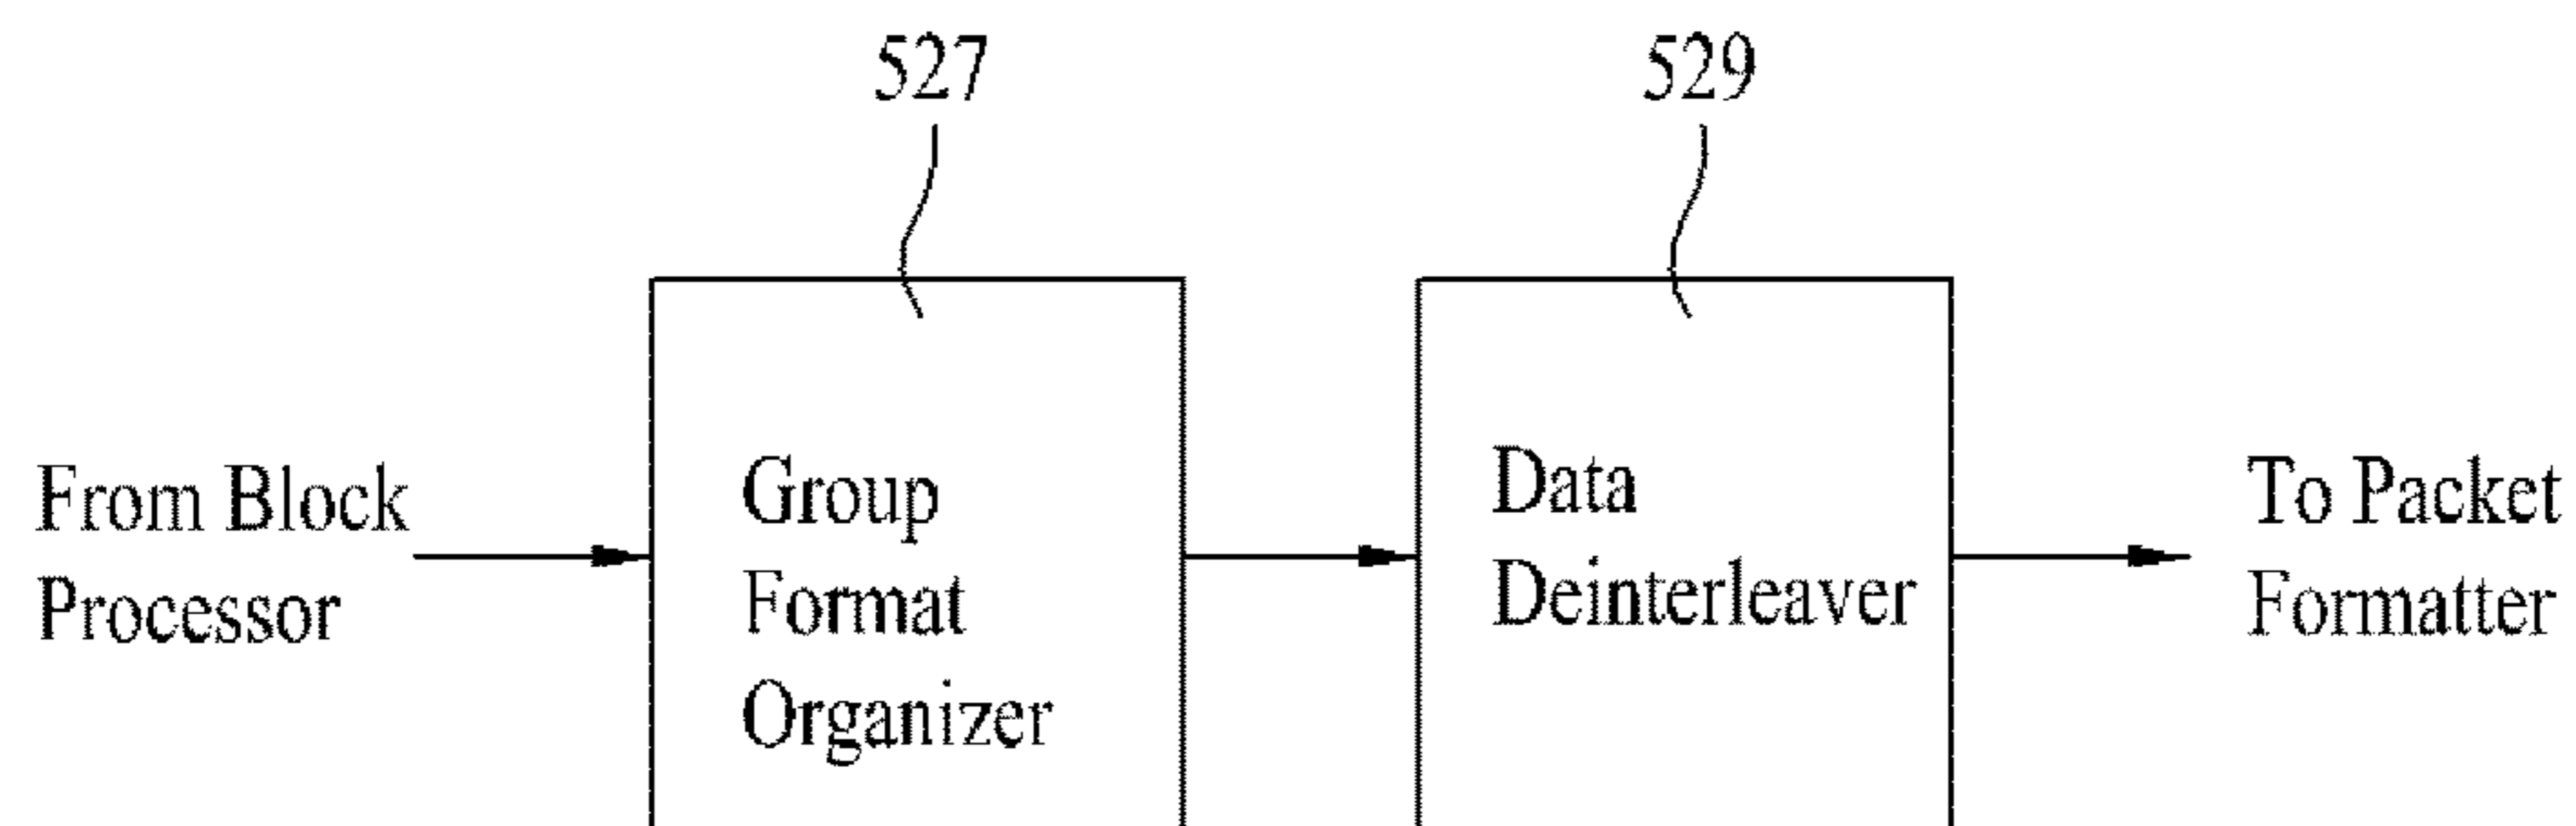 527
529
From Block
Processor
Group
Format
Organizer
Data
Deinterleaver
To Packet
Formatter